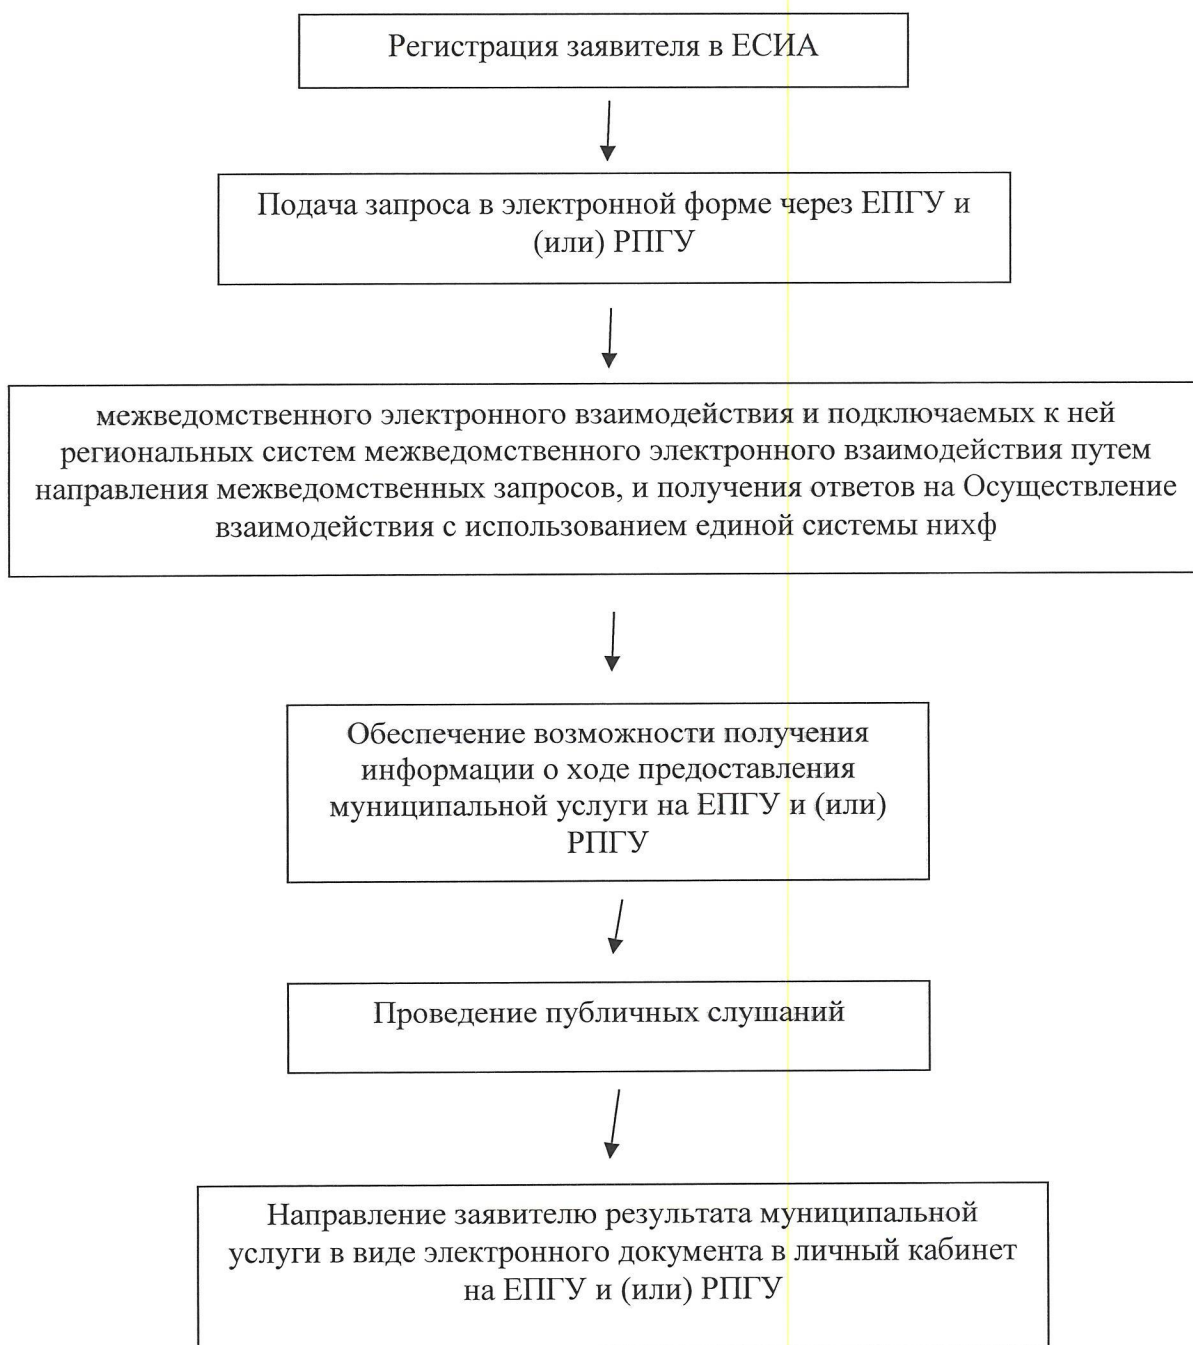 Регистрация заявителя в ЕСИА
Подача запроса в электронной форме через ЕПГУ и
(или) РПГУ
межведомственного электронного взаимодействия и подключаемых к ней
региональных систем межведомственного электронного взаимодействия путем
направления межведомственных запросов, и получения ответов на Осуществление
взаимодействия с использованием единой системы нихф
Обеспечение возможности получения
информации о ходе предоставления
муниципальной услуги на ЕПГУ и (или)
РПГУ
Проведение публичных слушаний
Направление заявителю результата муниципальной
услуги в виде электронного документа в личный кабинет
на ЕПГУ и (или) РПГУ